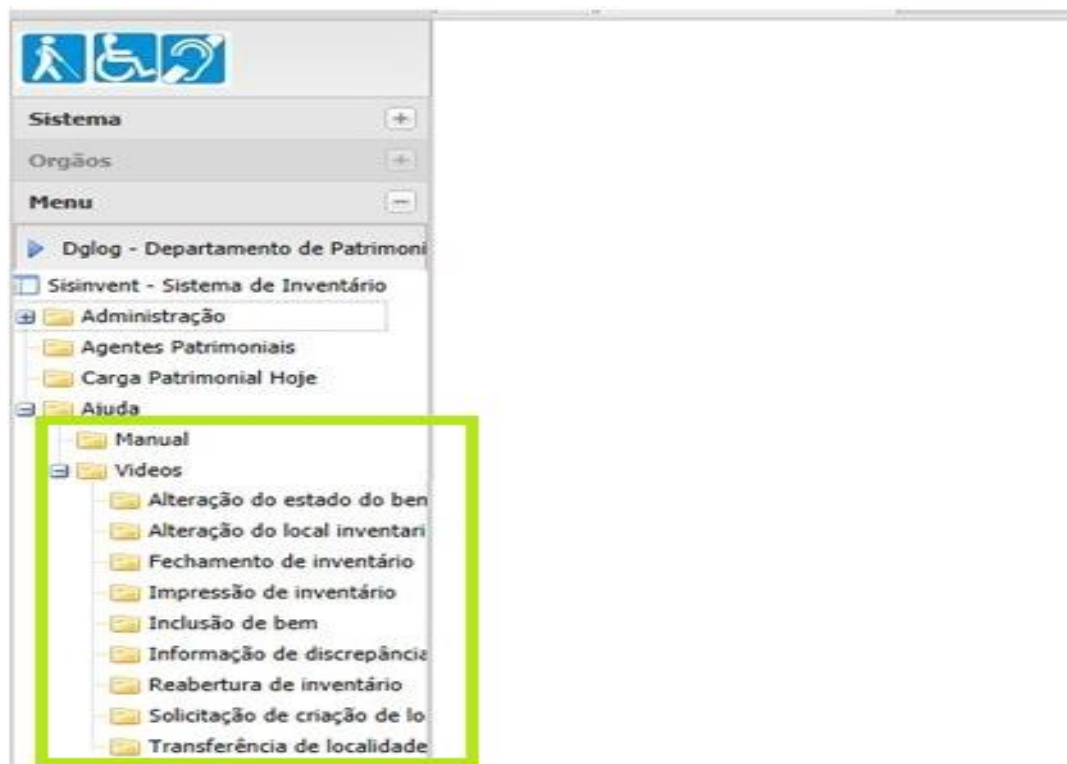 Sistema
Orgãos
Menu
Dglog - Departamento de Patrimoni
Sisinvent - Sistema de Inventário
Administração
Agentes Patrimoniais
Carga Patrimonial Hoje
Ajuda
Manual
Videos
Alteração do estado do ben
Alteração do local inventari
Fechamento de inventário
Impressão de inventário
Inclusão de bem
Informação de discrepância
Reabertura de inventário
Solicitação de criação de lo
Transferência de localidade